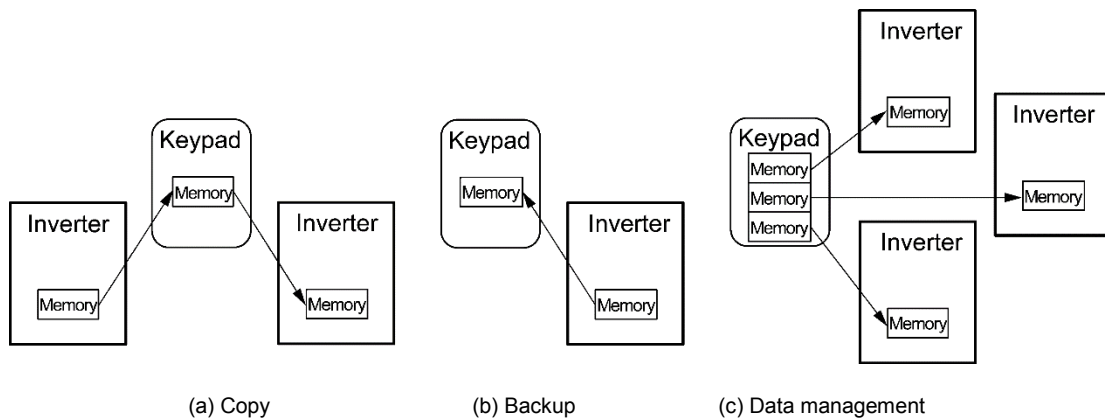 Inverter
Memory
Keypad
Memory
Inverter
Memory
(a) Copy
Keypad
Memory
Inverter
Memory
(b) Backup
Keypad
Memory
Memory
Memory
Inverter
Memory
Inverter
Memory
Inverter
Memory
(c) Data management